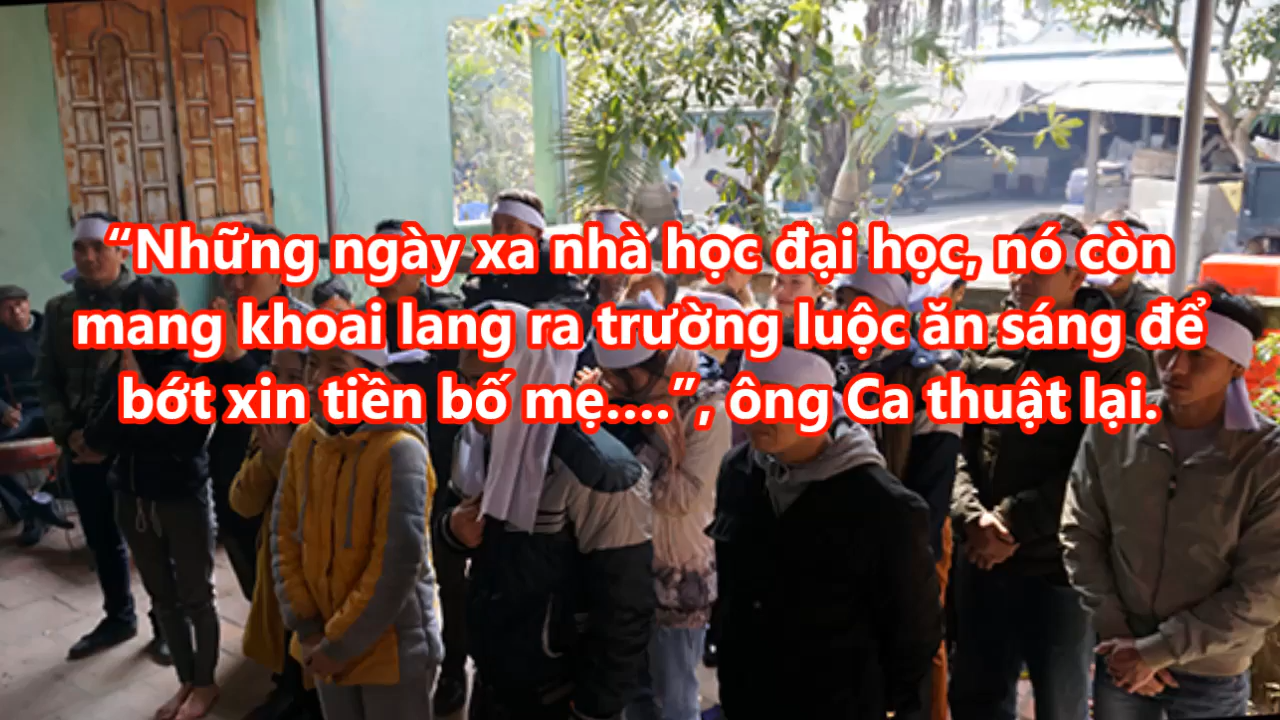 “Những ngày xa nhà học đại học, nó còn
mang khoai lang ra trường luộc ăn sáng để
bớt xin tiền bố mẹ....”, ông Ca thuật lại.